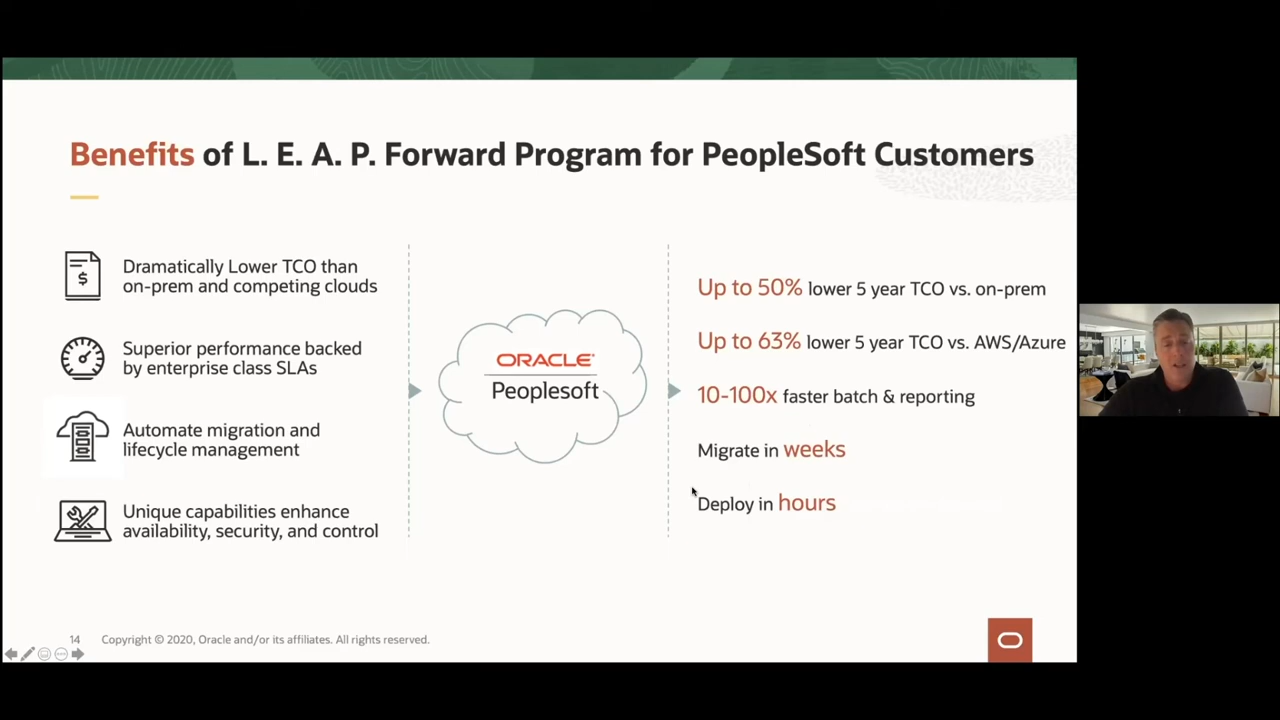 Benefits of L. E. A. P. Forward Program for PeopleSoft Customers
$
Dramatically Lower TCO than
on-prem and competing clouds
Superior performance backed
by enterprise class SLAs
Automate migration and
lifecycle management
Unique capabilities enhance
availability, security, and control
ORACLE®
Peoplesoft
Up to 50% lower 5 year TCO vs. on-prem
Up to 63% lower 5 year TCO vs. AWS/Azure
10-100x faster batch & reporting
Migrate in weeks
Deploy in hours
14 Copyright © 2020, Oracle and/or its affiliates. All rights reserved.